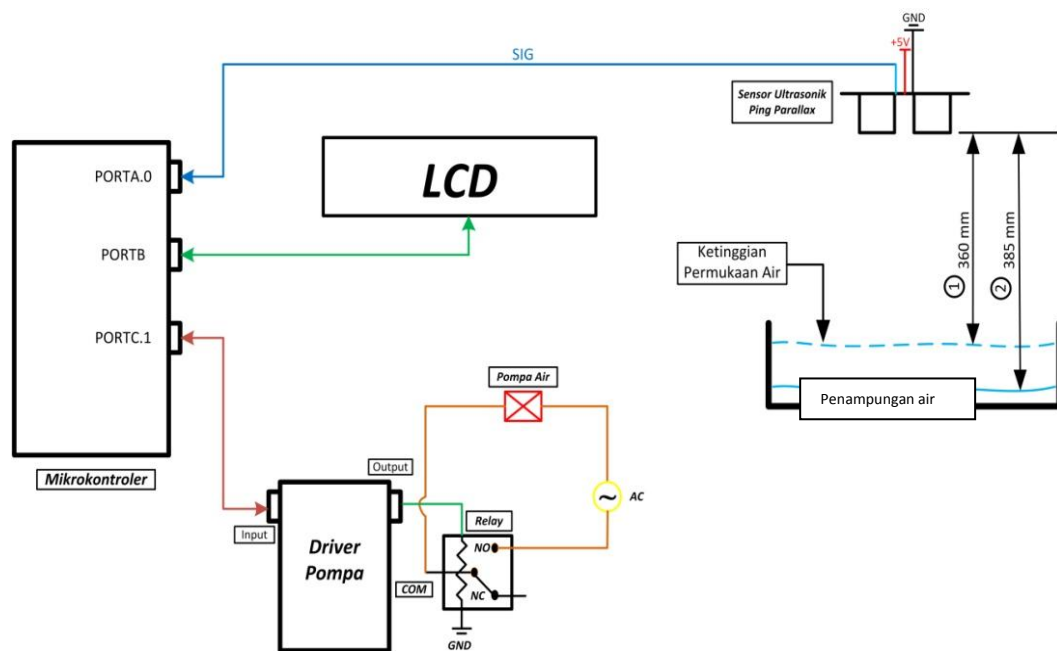 GND
+5V
SIG
Sensor Ultrasonik
Ping Parallax
PORTA.0
LCD
PORTB
Ketinggian
Permukaan Air
1 360 mm
2 385 mm
PORTC.1
Pompa Air
Penampungan air
Mikrokontroler
Output
Input
~
AC
Relay
NO
Driver
Pompa
COM
NC
GND